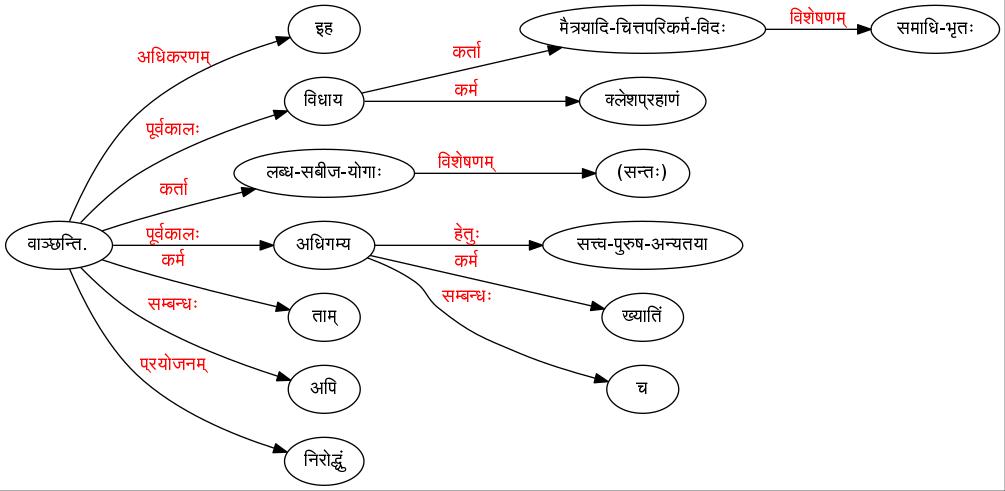 इह
अधिकरणम्
मैत्रयादि-चित्तपरिकर्म-विदः
विशेषणम्
समाधि-भृतः
कर्ता
विधाय
कर्म
क्लेशप्रहाणं
पूर्वकालः
लब्ध-सबीज-योगाः
विशेषणम्
(सन्तः)
कर्ता
वाञ्छन्ति.
पूर्वकालः
अधिगम्य
हेतुः
सत्त्व-पुरुष-अन्यतया
कर्म
कर्म
ख्यातिं
ताम्
सम्बन्धः
सम्बन्धः
च
अपि
प्रयोजनम्
निरोद्धुं